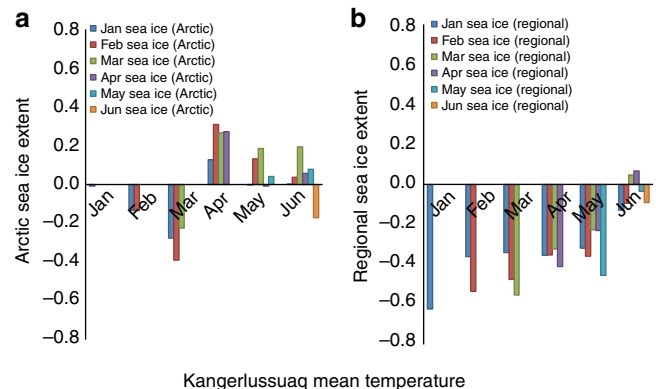 a
0.8
0.6
0.4
0.2
0.0
−0.2
−0.4
−0.6
−0.8
Arctic sea ice extent
Jan sea ice (Arctic)
Feb sea ice (Arctic)
Mar sea ice (Arctic)
Apr sea ice (Arctic)
May sea ice (Arctic)
Jun sea ice (Arctic)
Jan
Feb
Mar
Apr
May
Jun
b
0.8
0.6
0.4
0.2
0.0
−0.2
−0.4
−0.6
−0.8
Regional sea ice extent
Jan sea ice (regional)
Feb sea ice (regional)
Mar sea ice (regional)
Apr sea ice (regional)
May sea ice (regional)
Jun sea ice (regional)
Jan
Feb
Mar
Apr
May
Jun
Kangerlussuaq mean temperature